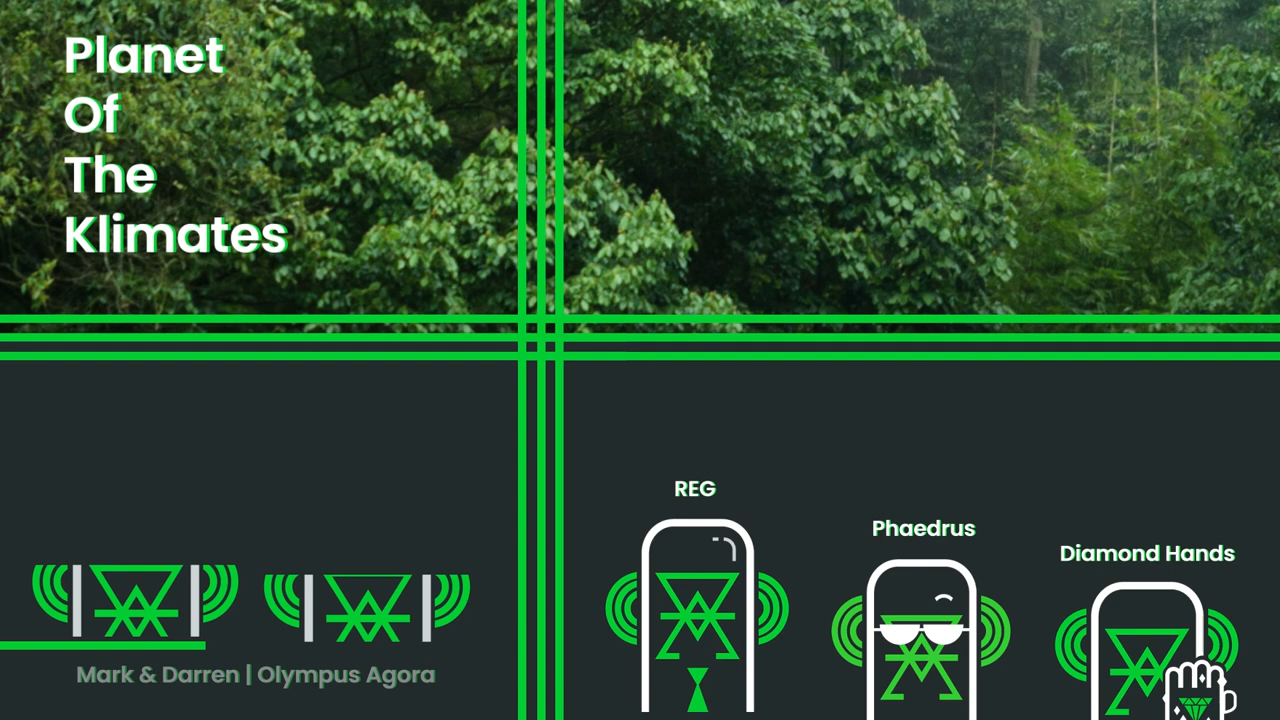 Planet
Of
The
Klimates
REG
Phaedrus
Diamond Hands
Mark & Darren | Olympus Agora